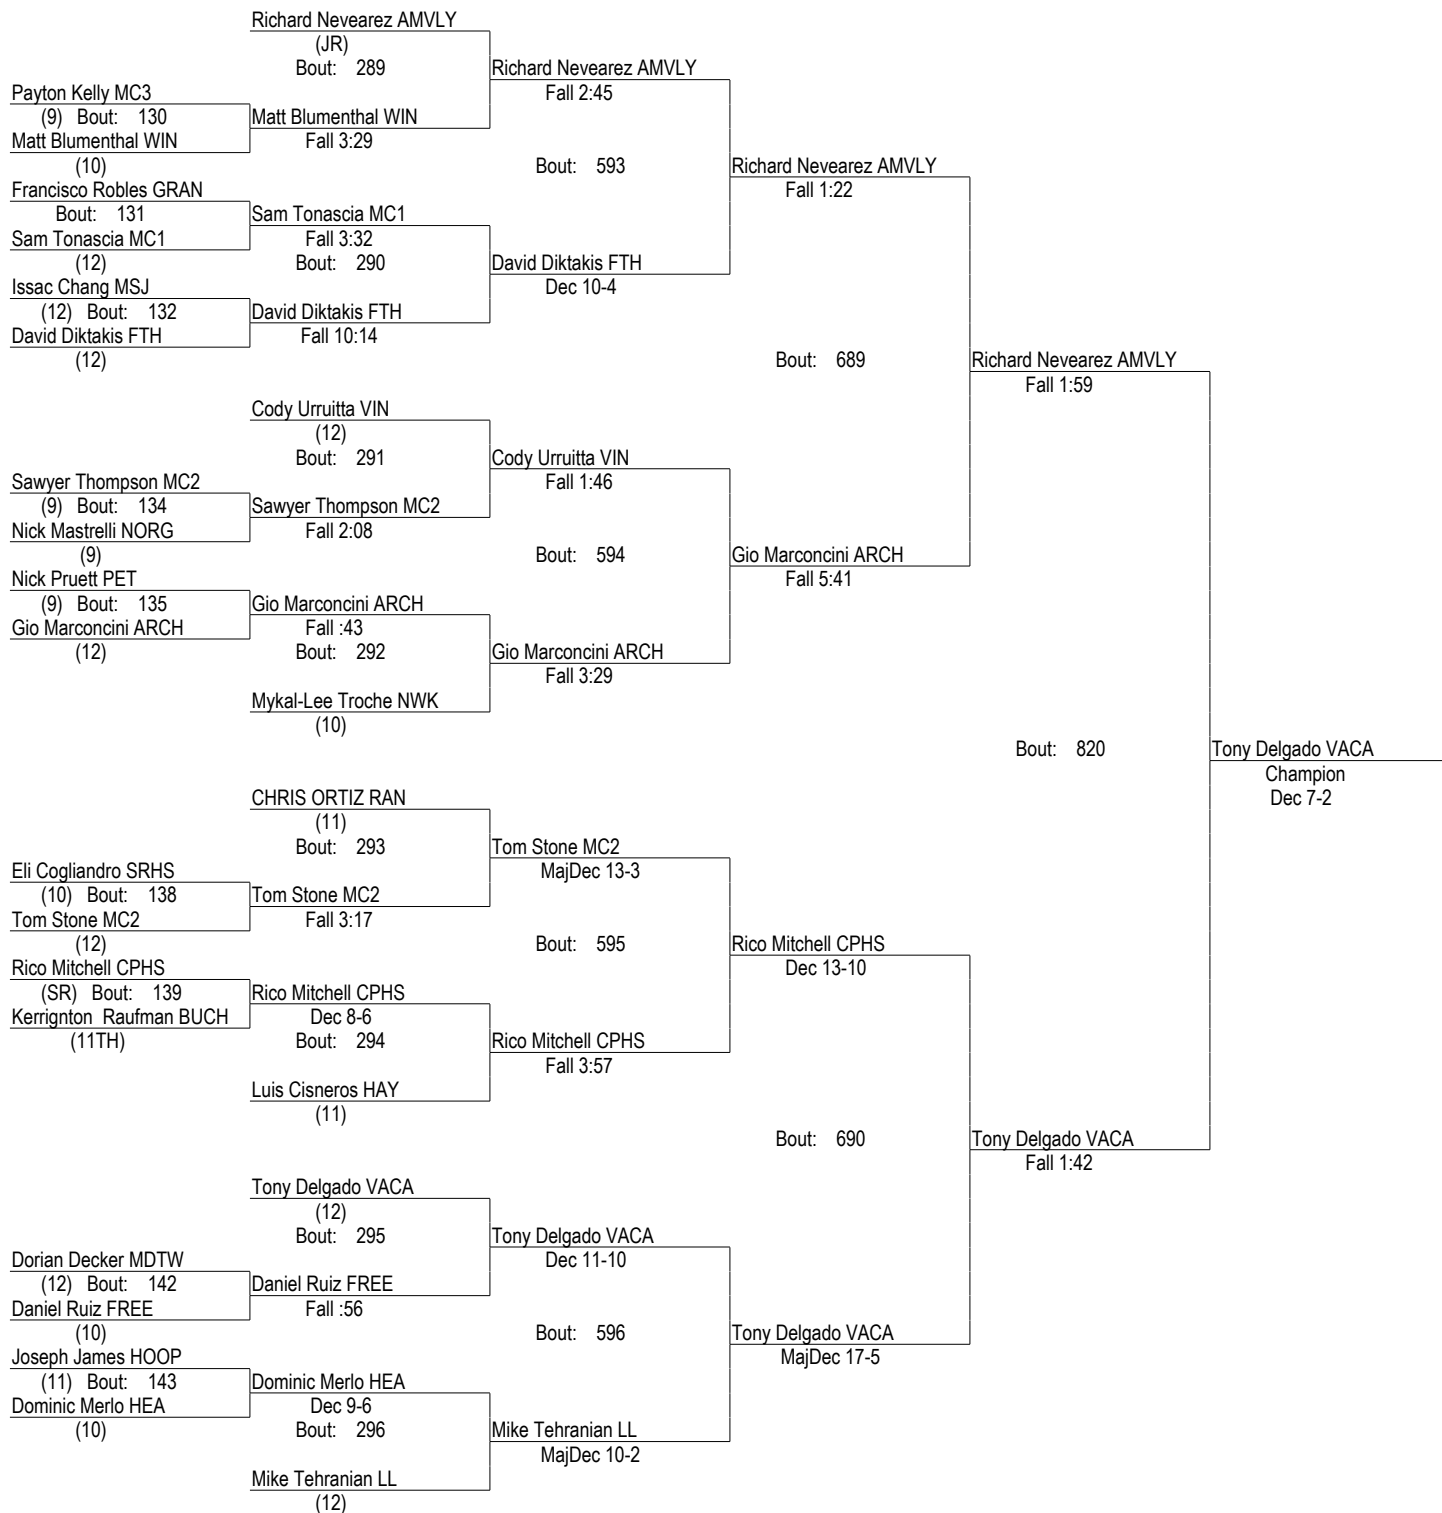 Richard Nevearez AMVLY
(JR)
Bout: 289
Richard Nevearez AMVLY
Fall 2:45
Payton Kelly MC3
(9) Bout: 130
Matt Blumenthal WIN
Matt Blumenthal WIN
Fall 3:29
(10)
Bout: 593
Richard Nevearez AMVLY
Fall 1:22
Francisco Robles GRAN
Bout: 131
Sam Tonascia MC1
Sam Tonascia MC1
Fall 3:32
(12)
Bout: 290
David Diktakis FTH
Dec 10-4
Issac Chang MSJ
(12) Bout: 132
David Diktakis FTH
David Diktakis FTH
Fall 10:14
(12)
Bout: 689
Richard Nevearez AMVLY
Fall 1:59
Cody Urruitta VIN
(12)
Bout: 291
Cody Urruitta VIN
Fall 1:46
Sawyer Thompson MC2
(9) Bout: 134
Sawyer Thompson MC2
Nick Mastrelli NORG
Fall 2:08
(9)
Bout: 594
Gio Marconcini ARCH
Fall 5:41
Nick Pruett PET
(9) Bout: 135
Gio Marconcini ARCH
Gio Marconcini ARCH
Fall :43
(12)
Bout: 292
Gio Marconcini ARCH
Fall 3:29
Mykal-Lee Troche NWK
(10)
Bout: 820
Tony Delgado VACA
Champion
Dec 7-2
CHRIS ORTIZ RAN
(11)
Bout: 293
Tom Stone MC2
MajDec 13-3
Eli Cogliandro SRHS
(10) Bout: 138
Tom Stone MC2
Tom Stone MC2
Fall 3:17
(12)
Bout: 595
Rico Mitchell CPHS
Dec 13-10
Rico Mitchell CPHS
(SR) Bout: 139
Rico Mitchell CPHS
Kerrignton Raufman BUCH
Dec 8-6
(11TH)
Bout: 294
Rico Mitchell CPHS
Fall 3:57
Luis Cisneros HAY
(11)
Bout: 690
Tony Delgado VACA
Fall 1:42
Tony Delgado VACA
(12)
Bout: 295
Tony Delgado VACA
Dec 11-10
Dorian Decker MDTW
(12) Bout: 142
Daniel Ruiz FREE
Daniel Ruiz FREE
Fall :56
(10)
Bout: 596
Tony Delgado VACA
MajDec 17-5
Joseph James HOOP
(11) Bout: 143
Dominic Merlo HEA
Dominic Merlo HEA
Dec 9-6
(10)
Bout: 296
Mike Tehranian LL
MajDec 10-2
Mike Tehranian LL
(12)